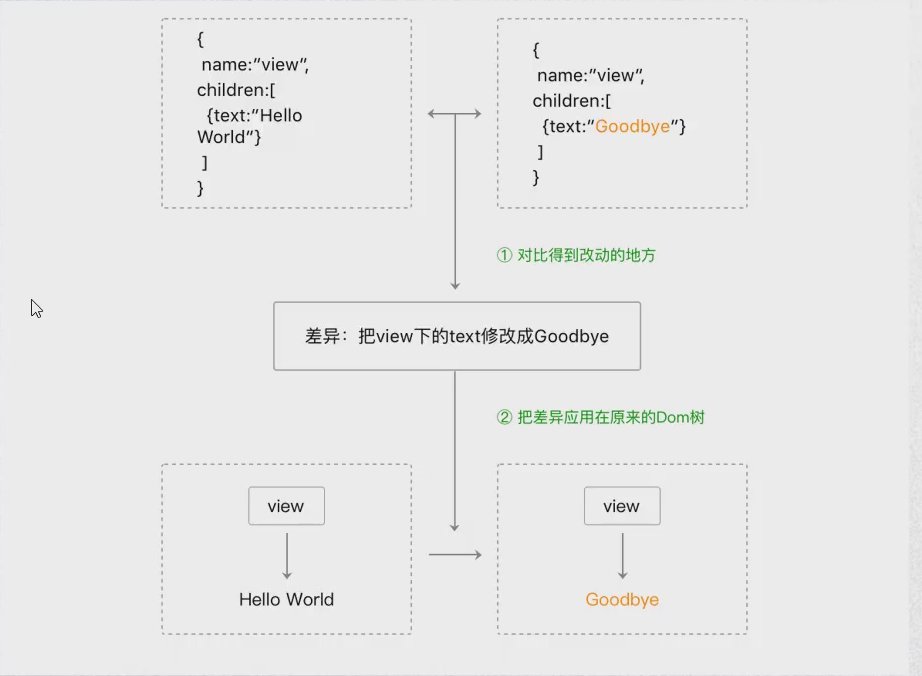 {
name:”view”,
children:[
{text:”Hello
World”}
]
}
{
name:”view”,
children:[
{text:”Goodbye”}
]
}
① 对比得到改动的地方
差异：把view下的text修改成Goodbye
② 把差异应用在原来的Dom树
view
Hello World
view
Goodbye